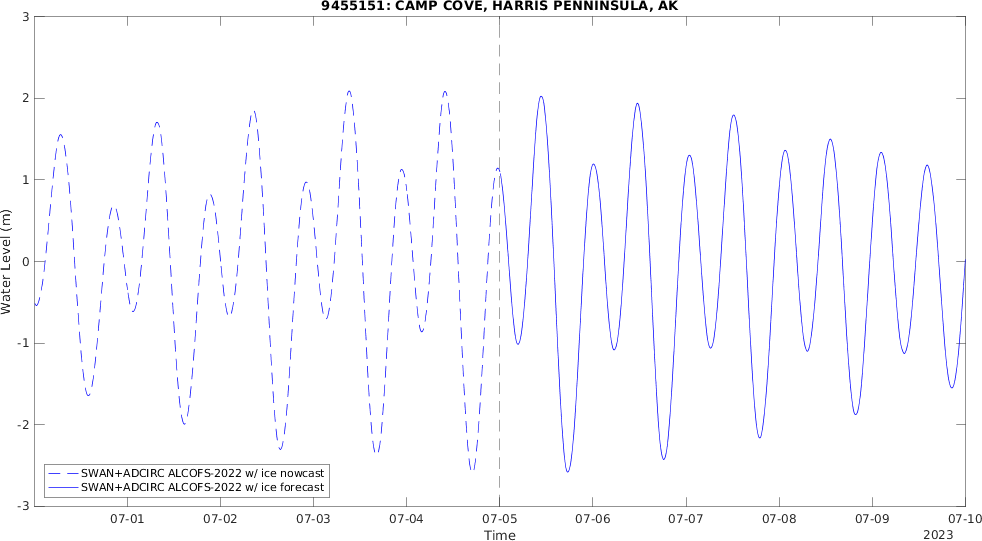 9455151: CAMP COVE, HARRIS PENNINSULA, AK
3
2
1
0
-1
-2
-3
Water Level (m)
SWAN+ADCIRC ALCOFS-2022 w/ ice nowcast
SWAN+ADCIRC ALCOFS-2022 w/ ice forecast
07-01 07-02 07-03 07-04 07-05 07-06 07-07 07-08 07-09 07-10
Time
2023